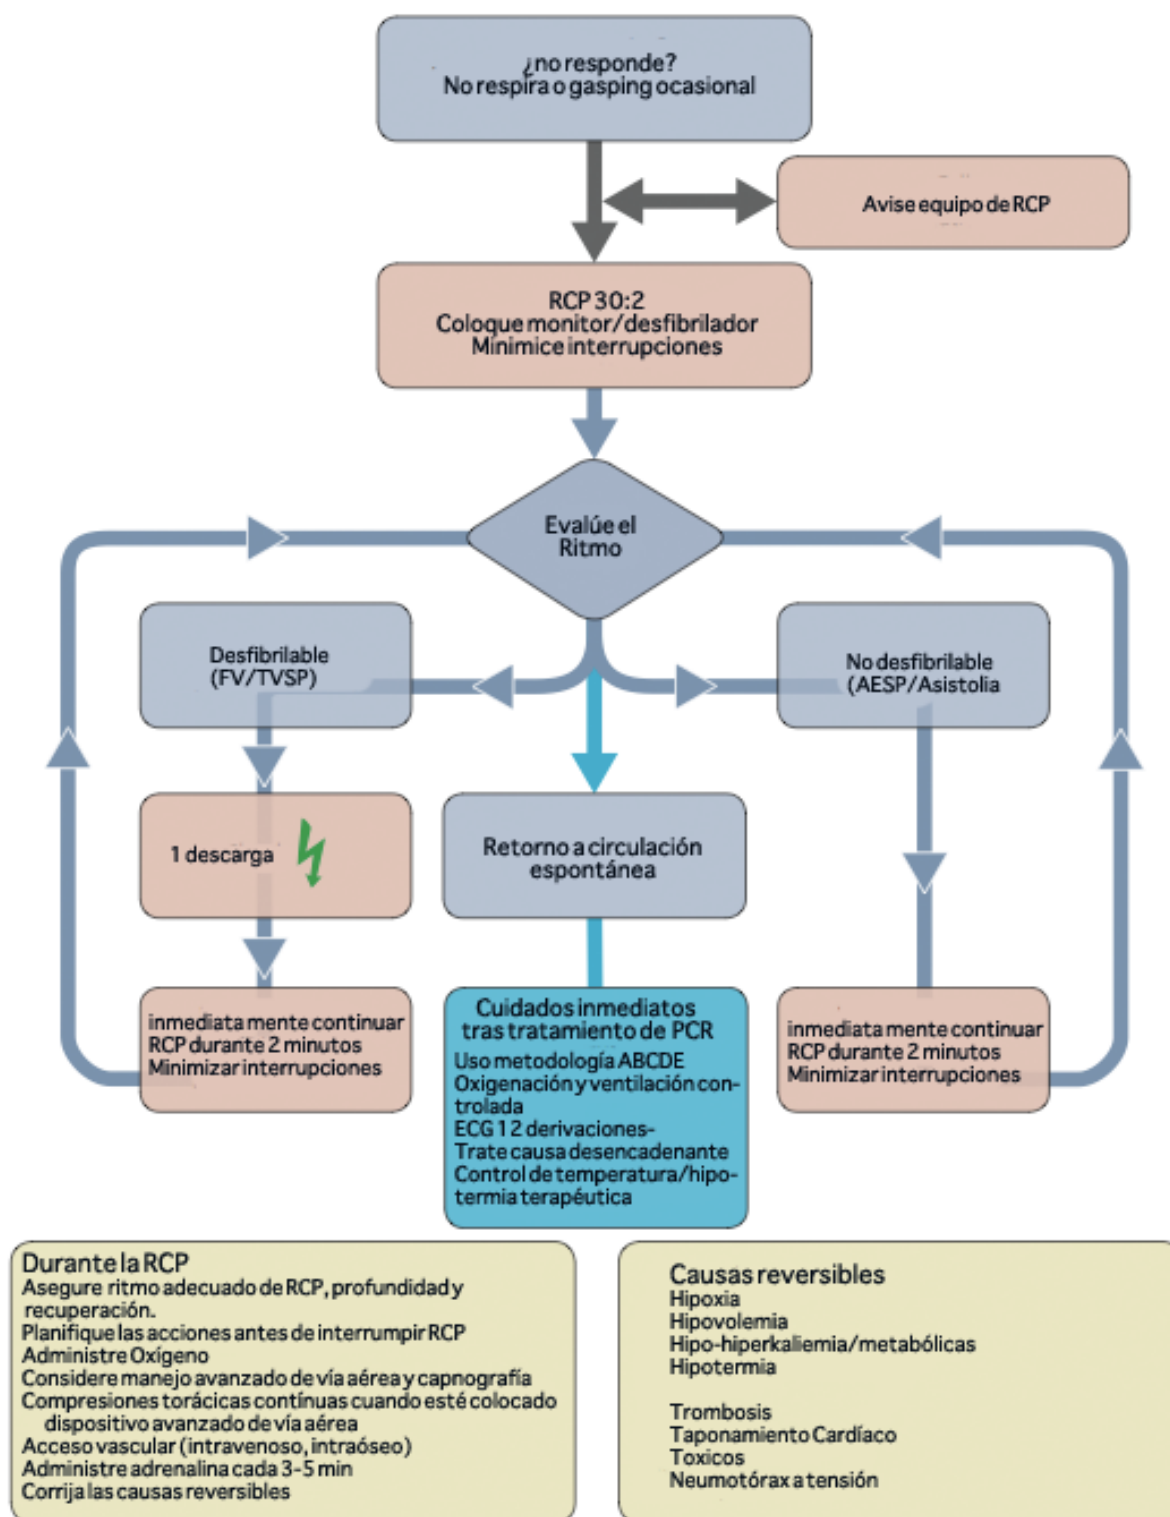 ¿no responde?
No respira o gasping ocasional
Avise equipo de RCP
RCP 30:2
Coloque monitor/desfibrilador
Minimice interrupciones
Evalúe el
Ritmo
Desfibrilable
(FV/TVSP)
No desfibrilable
(AESP/Asistolia
1 descarga
Retorno a circulación
espontánea
inmediata mente continuar
RCP durante 2 minutos
Minimizar interrupciones
Cuidados inmediatos
tras tratamiento de PCR
Uso metodología ABCDE
Oxigenación y ventilación con-
trolada
ECG 12 derivaciones-
Trate causa desencadenante
Control de temperatura/hipo-
termia terapéutica
inmediata mente continuar
RCP durante 2 minutos
Minimizar interrupciones
Durante la RCP
Asegure ritmo adecuado de RCP, profundidad y
recuperación.
Planifique las acciones antes de interrumpir RCP
Administre Oxígeno
Considere manejo avanzado de vía aérea y capnografía
Compresiones torácicas contínuas cuando esté colocado
dispositivo avanzado de vía aérea
Acceso vascular (intravenoso, intraóseo)
Administre adrenalina cada 3-5 min
Corrija las causas reversibles
Causas reversibles
Hipoxia
Hipovolemia
Hipo-hiperkaliemia/metabólicas
Hipotermia
Trombosis
Taponamiento Cardíaco
Toxicos
Neumotórax a tensión